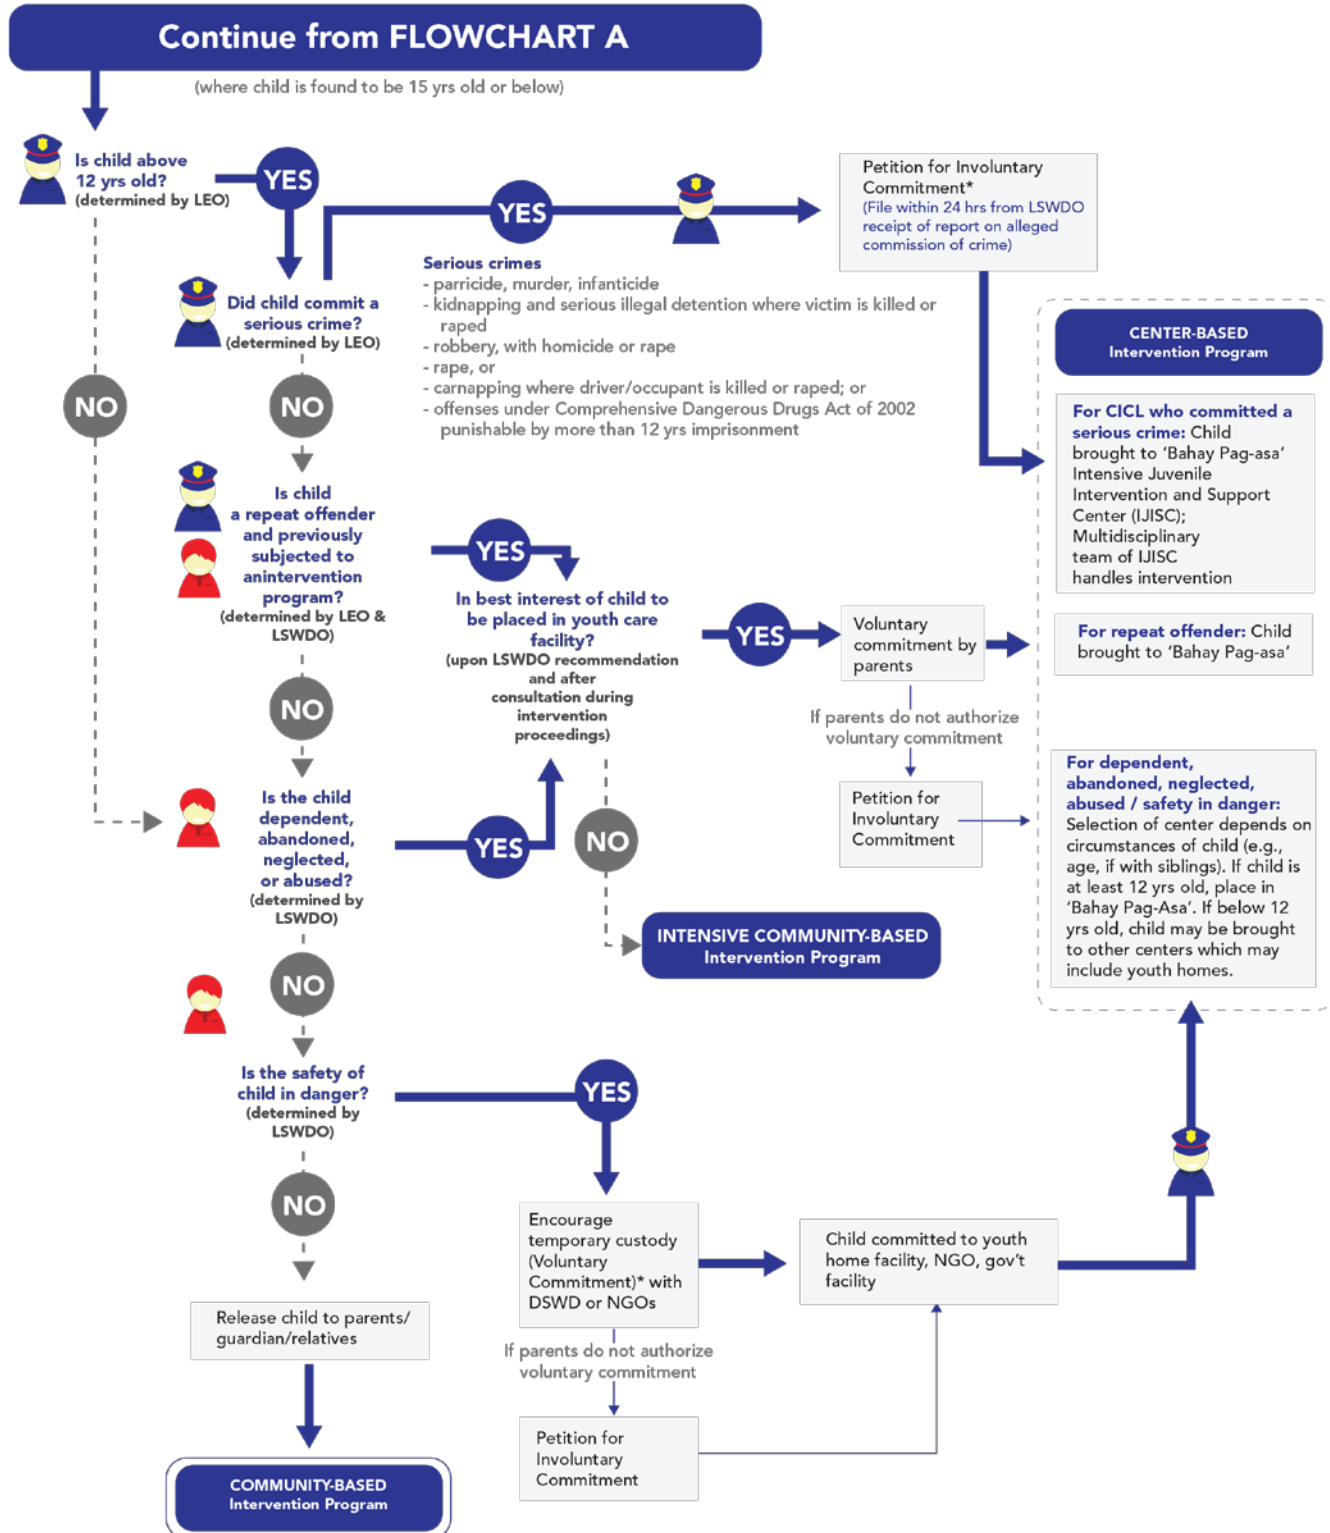 Continue from FLOWCHART A
(where child is found to be 15 yrs old or below)
Is child above
12 yrs old?
(determined by LEO)
YES
YES
Petition for Involuntary
Commitment*
(File within 24 hrs from LSWDO
receipt of report on alleged
commission of crime)
Serious crimes
- parricide, murder, infanticide
- kidnapping and serious illegal detention where victim is killed or
raped
- robbery, with homicide or rape
- rape, or
- carnapping where driver/occupant is killed or raped; or
- offenses under Comprehensive Dangerous Drugs Act of 2002
punishable by more than 12 yrs imprisonment
Did child commit a
serious crime?
(determined by LEO)
NO
NO
CENTER-BASED
Intervention Program
For CICL who committed a
serious crime: Child
brought to ‘Bahay Pag-asa’
Intensive Juvenile
Intervention and Support
Center (IJISC);
Multidisciplinary
team of IJISC
handles intervention
Is child
a repeat offender
and previously
subjected to
anintervention
program?
(determined by LEO &
LSWDO)
YES
In best interest of child to
be placed in youth care
facility?
(upon LSWDO recommendation
and after
consultation during
intervention
proceedings)
YES
Voluntary
commitment by
parents
For repeat offender: Child
brought to ‘Bahay Pag-asa’
NO
If parents do not authorize
voluntary commitment
Petition for
Involuntary
Commitment
For dependent,
abandoned, neglected,
abused / safety in danger:
Selection of center depends on
circumstances of child (e.g.,
age, if with siblings). If child is
at least 12 yrs old, place in
‘Bahay Pag-Asa’. If below 12
yrs old, child may be brought
to other centers which may
include youth homes.
Is the child
dependent,
abandoned,
neglected,
or abused?
(determined by
LSWDO)
YES
NO
INTENSIVE COMMUNITY-BASED
Intervention Program
NO
Is the safety of
child in danger?
(determined by
LSWDO)
YES
NO
Encourage
temporary custody
(Voluntary
Commitment)* with
DSWD or NGOs
Child committed to youth
home facility, NGO, gov’t
facility
Release child to parents/
guardian/relatives
If parents do not authorize
voluntary commitment
Petition for
Involuntary
Commitment
COMMUNITY-BASED
Intervention Program